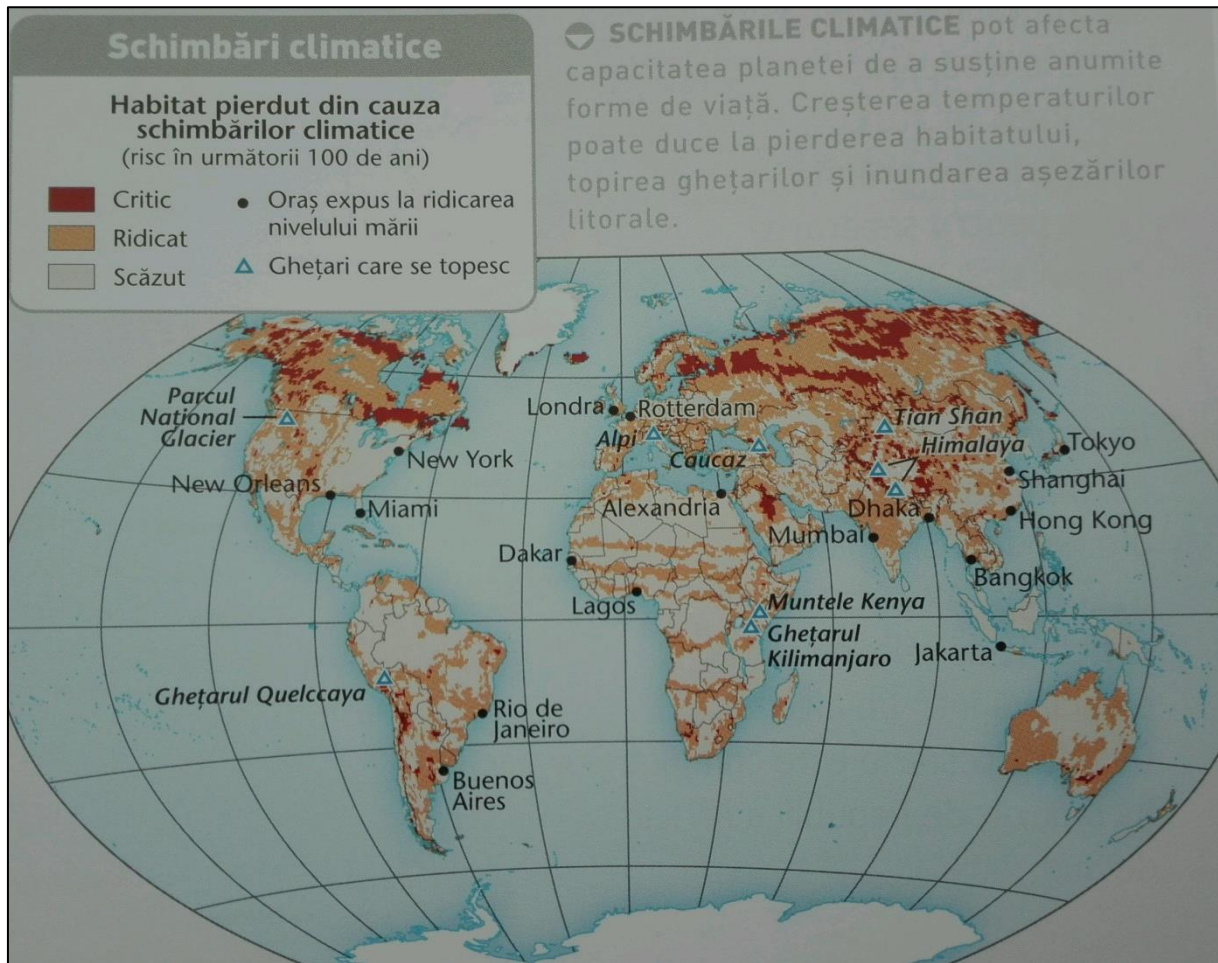 Schimbări climatice
Habitat pierdut din cauza
schimbărilor climatice
(risc în următorii 100 de ani)
Critic
Ridicat
Scăzut
Oraș expus la ridicarea
nivelului mării
Ghețari care se topesc
SCHIMBĂRILE CLIMATICE pot afecta
capacitatea planetei de a susține anumite
forme de viață. Creșterea temperaturilor
poate duce la pierderea habitatului,
topirea ghețarilor și inundarea așezărilor
litorale.
Parcul
National
Glacier
New York
New Orleans
Miami
Londra
Rotterdam
Alpi
Caucaz
Tian Shan
Himalaya
Tokyo
Shanghai
Alexandria
Dhaka
Hong Kong
Mumbai
Dakar
Bangkok
Lagos
Muntele Kenya
Ghețarul
Kilimanjaro
Jakarta
Ghețarul Quelccaya
Rio de
Janeiro
Buenos
Aires